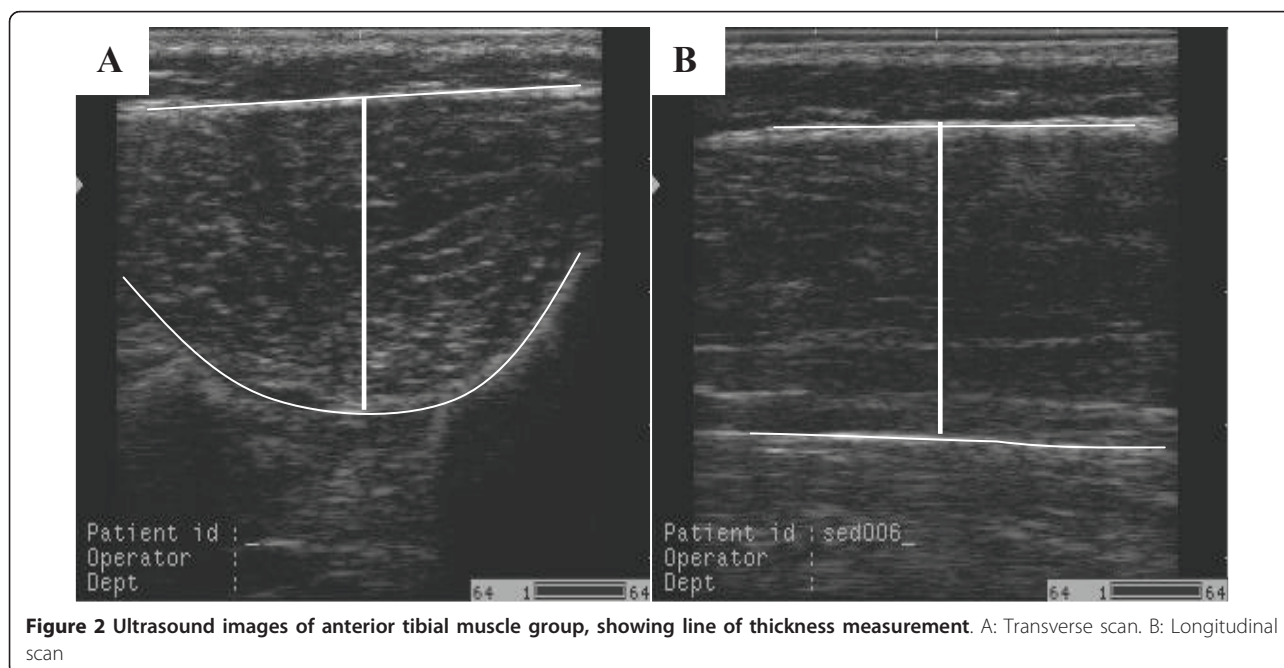 A
B
Patient id :_
Operator :
Dept :
64 1 64
Patient id :sed006_
Operator :
Dept :
64 1 64
Figure 2 Ultrasound images of anterior tibial muscle group, showing line of thickness measurement. A: Transverse scan. B: Longitudinal
scan